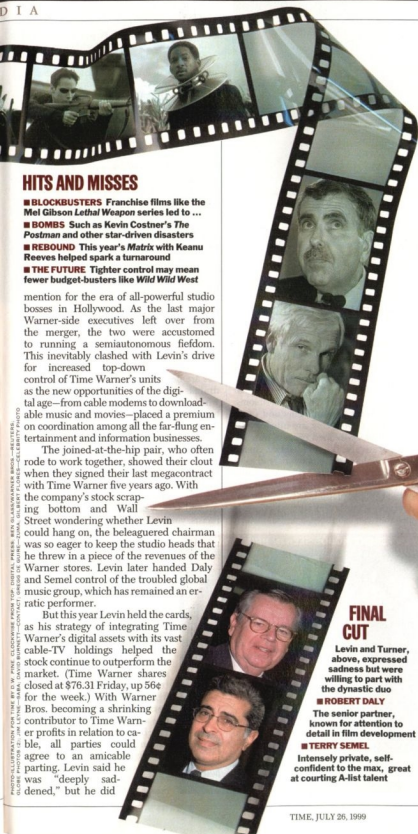 DIA
HITS AND MISSES
■ BLOCKBUSTERS Franchise films like the
Mel Gibson Lethal Weapon series led to ...
■ BOMBS Such as Kevin Costner's The
Postman and other star-driven disasters
■ REBOUND This year's Matrix with Keanu
Reeves helped spark a turnaround
■ THE FUTURE Tighter control may mean
fewer budget-busters like Wild Wild West
mention for the era of all-powerful studio
bosses in Hollywood. As the last major
Warner-side executives left over from
the merger, the two were accustomed
to running a semiautonomous fiefdom.
This inevitably clashed with Levin's drive
for increased top-down
control of Time Warner's units
as the new opportunities of the digi-
tal age—from cable modems to download-
able music and movies—placed a premium
on coordination among all the far-flung en-
tertainment and information businesses.
The joined-at-the-hip pair, who often
rode to work together, showed their clout
when they signed their last megacontract
with Time Warner five years ago. With
the company's stock scrap-
ing bottom and Wall
Street wondering whether Levin
could hang on, the beleaguered chairman
was so eager to keep the studio heads that
he threw in a piece of the revenues of the
Warner stores. Levin later handed Daly
and Semel control of the troubled global
music group, which has remained an er-
ratic performer.
But this year Levin held the cards,
as his strategy of integrating Time
Warner's digital assets with its vast
cable-TV holdings helped the
stock continue to outperform the
market. (Time Warner shares
closed at $76.31 Friday, up 56¢
for the week.) With Warner
Bros. becoming a shrinking
contributor to Time Warn-
er profits in relation to ca-
ble, all parties could
agree to an amicable
parting. Levin said he
was "deeply sad-
dened," but he did
FINAL
CUT
Levin and Turner,
above, expressed
sadness but were
willing to part with
the dynastic duo
■ ROBERT DALY
The senior partner,
known for attention to
detail in film development
■ TERRY SEMEL
Intensely private, self-
confident to the max, great
at courting A-list talent
TIME, JULY 26, 1999